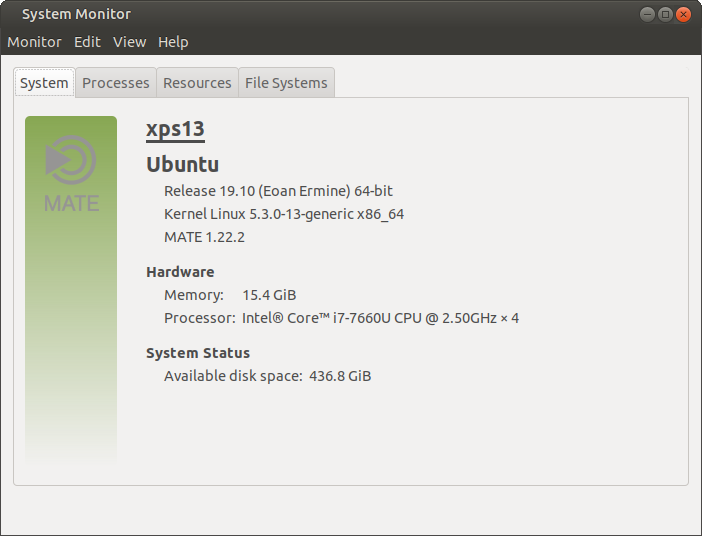 System Monitor
Monitor Edit View Help
System Processes Resources File Systems
MATE
xps13
Ubuntu
Release 19.10 (Eoan Ermine) 64-bit
Kernel Linux 5.3.0-13-generic x86_64
MATE 1.22.2
Hardware
Memory: 15.4 GiB
Processor: Intel® Core™ i7-7660U CPU @ 2.50GHz × 4
System Status
Available disk space: 436.8 GiB